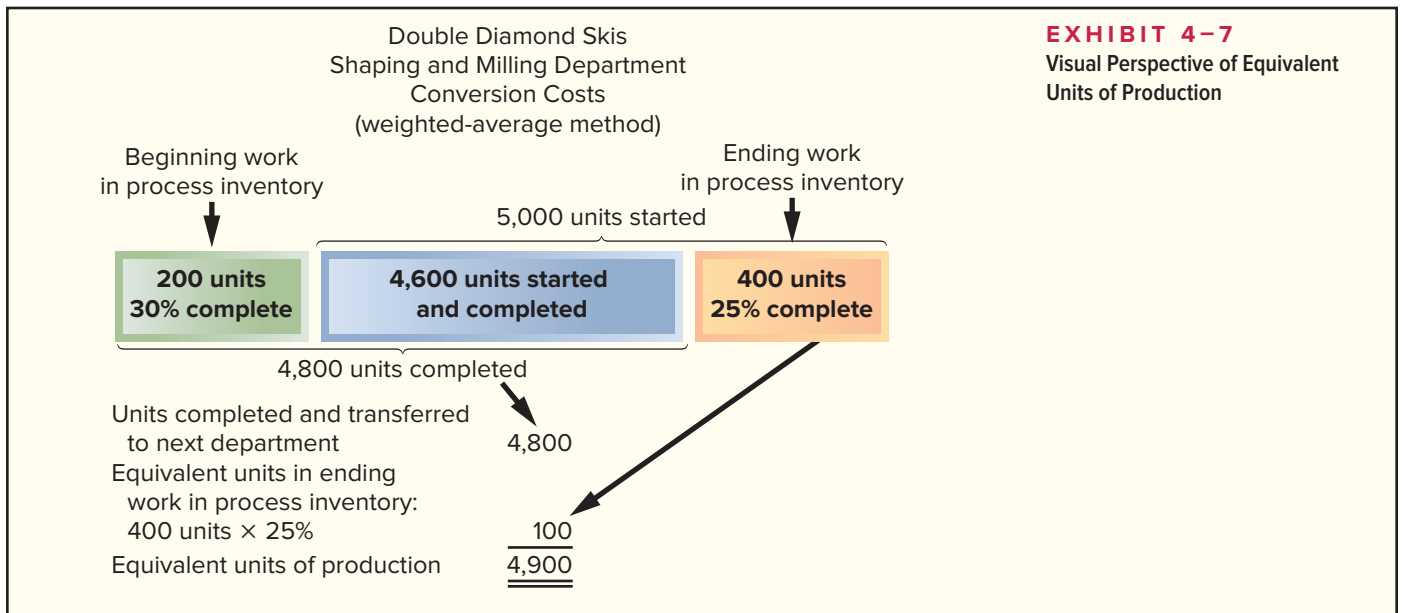 Double Diamond Skis
Shaping and Milling Department
Conversion Costs
(weighted-average method)
EXHIBIT 4–7
Visual Perspective of Equivalent
Units of Production
Beginning work
in process inventory
Ending work
in process inventory
5,000 units started
200 units
30% complete
4,600 units started
and completed
400 units
25% complete
4,800 units completed
Units completed and transferred
to next department 4,800
Equivalent units in ending
work in process inventory:
400 units × 25% 100
Equivalent units of production 4,900